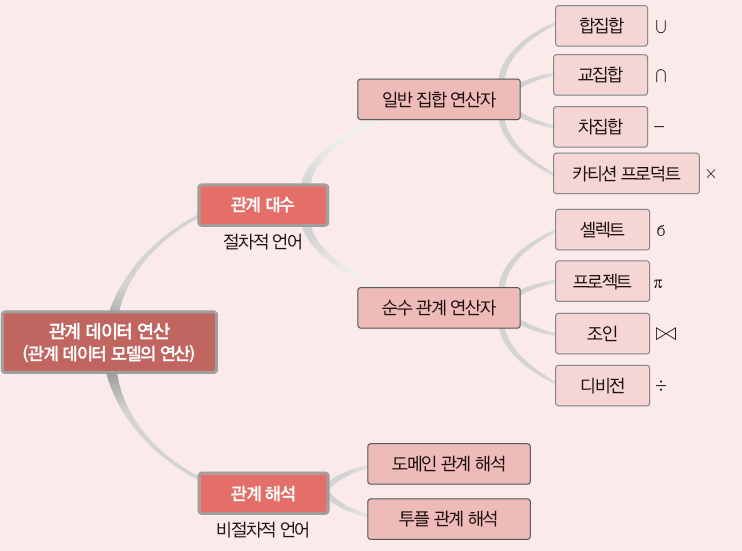 관계 데이터 연산
(관계 데이터 모델의 연산)
관계 대수
절차적 언어
일반 집합 연산자
합집합 ∪
교집합 ∩
차집합 −
카티션 프로덕트 ×
순수 관계 연산자
셀렉트 б
프로젝트 π
조인 ⋈
디비전 ÷
관계 해석
비절차적 언어
도메인 관계 해석
투플 관계 해석